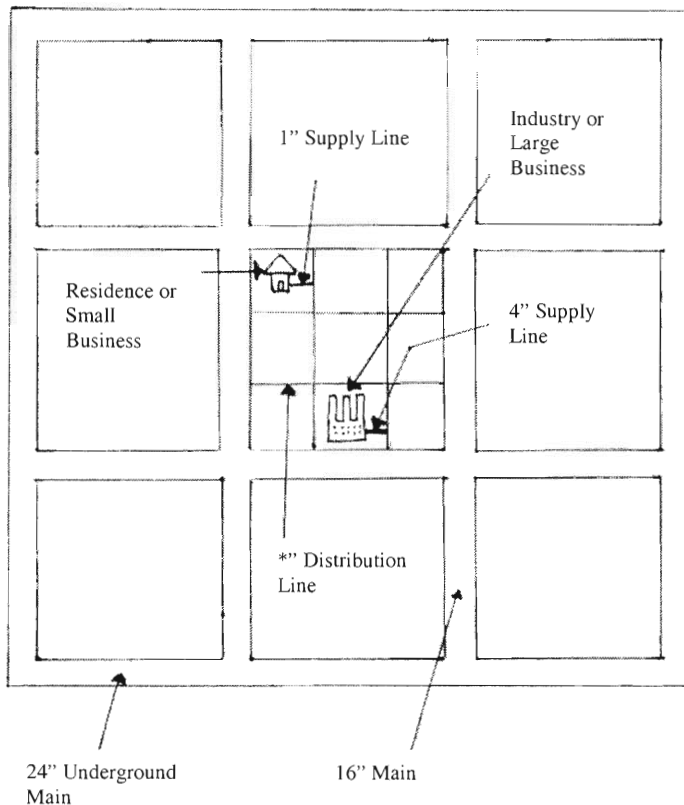 1” Supply Line
Industry or
Large
Business
Residence or
Small
Business
4” Supply
Line
*” Distribution
Line
24” Underground
Main
16” Main